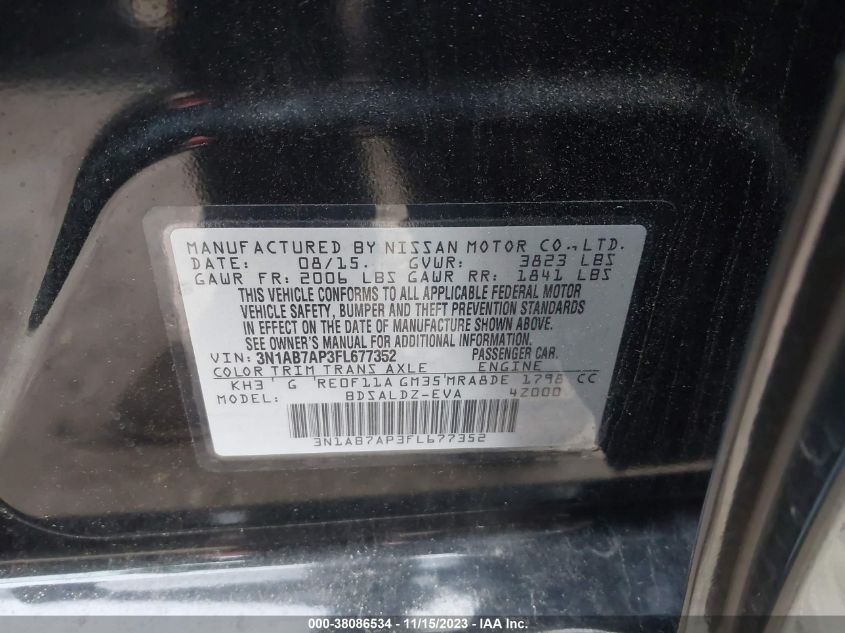 MANUFACTURED BY NISSAN MOTOR CO., LTD.
DATE: 08/15. GVWR: 3823 LBS
GAWR FR: 2006 LBS GAWR RR: 1841 LBS
THIS VEHICLE CONFORMS TO ALL APPLICABLE FEDERAL MOTOR
VEHICLE SAFETY, BUMPER AND THEFT PREVENTION STANDARDS
IN EFFECT ON THE DATE OF MANUFACTURE SHOWN ABOVE.
SEE OWNER'S MANUAL FOR ADDITIONAL INFORMATION.
VIN: 3N1AB7AP3FL677352 PASSENGER CAR.
COLOR TRIM TRANS AXLE ENGINE
KH3 G RE0F11A GM35 MRA8DE 1798 CC
MODEL: BDSALDZ-EVA 4Z000
3N1AB7AP3FL677352
000-38086534 - 11/15/2023 - IAA Inc.